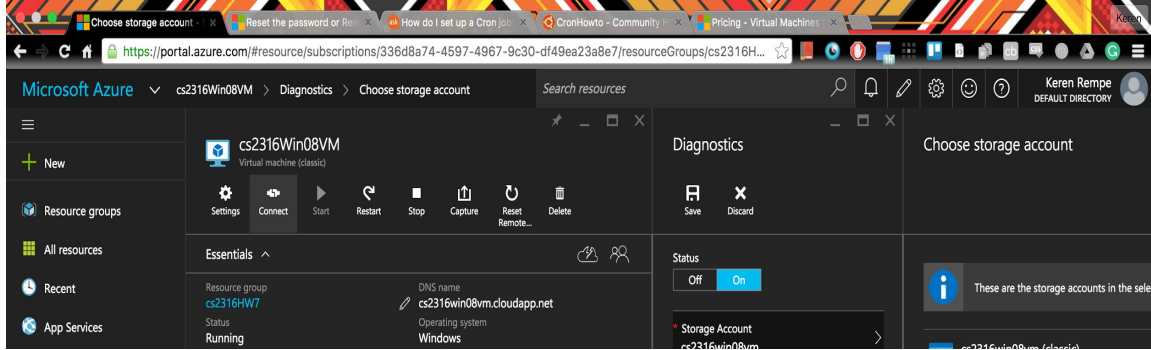 Choose storage account -
Reset the password or Rem
How do I set up a Cron job
CronHowto - Community H
Pricing - Virtual Machines
Keren
https://portal.azure.com/#resource/subscriptions/336d8a74-4597-4967-9c30-df49ea23a8e7/resourceGroups/cs2316H...
Microsoft Azure cs2316Win08VM > Diagnostics > Choose storage account
Search resources
Keren Rempe
DEFAULT DIRECTORY
New
Resource groups
All resources
Recent
App Services
cs2316Win08VM
Virtual machine (classic)
Settings Connect Start Restart Stop Capture Reset Remote... Delete
Essentials
Resource group
cs2316HW7
Status
Running
DNS name
cs2316win08vm.cloudapp.net
Operating system
Windows
Diagnostics
Save Discard
Status
Off On
* Storage Account
cs2316win08vm
Choose storage account
These are the storage accounts in the sele
cs2316win08vm (classic)